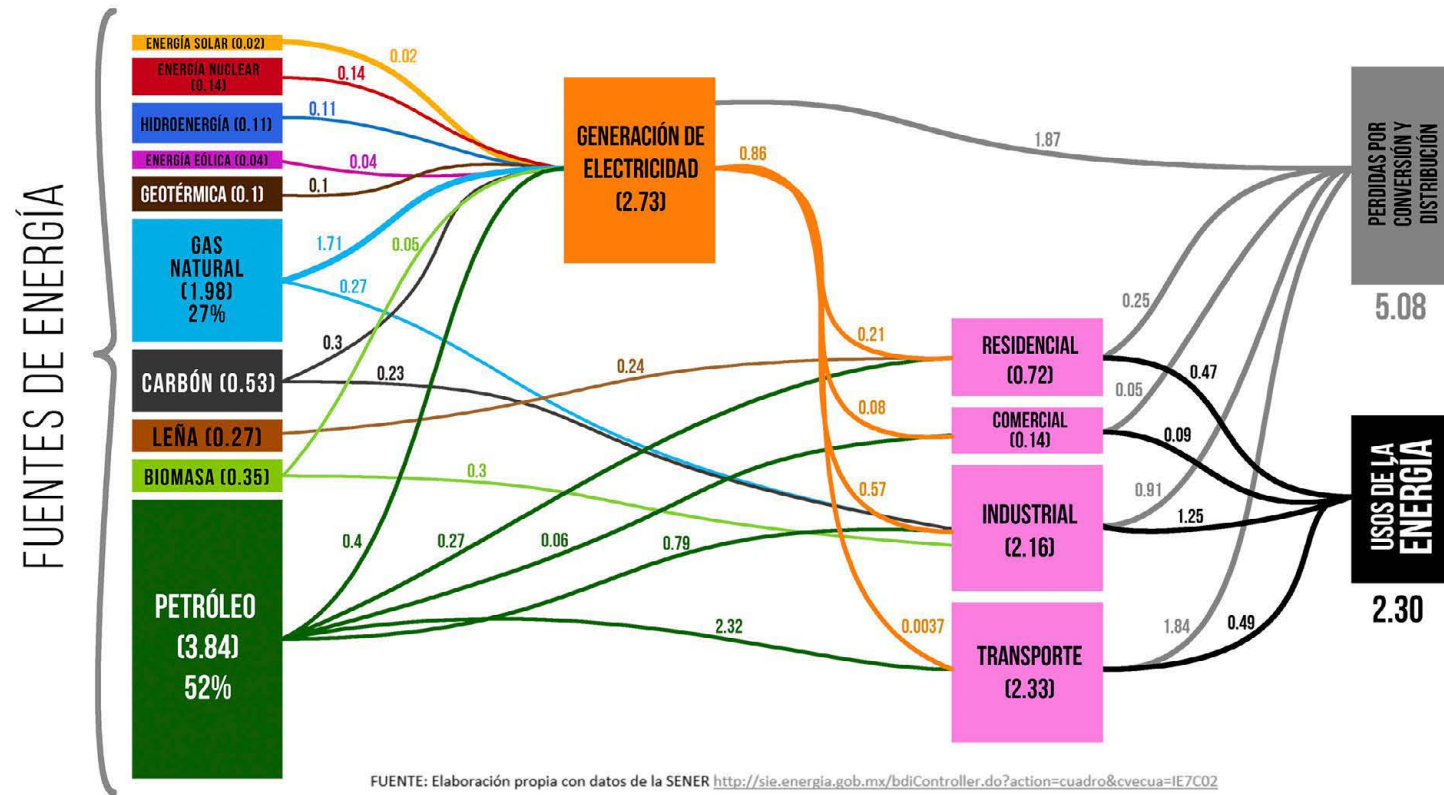 FUENTES DE ENERGÍA
ENERGÍA SOLAR (0.02)
ENERGÍA NUCLEAR
(0.14)
HIDROENERGÍA (0.11)
ENERGÍA EÓLICA (0.04)
GEOTÉRMICA (0.1)
GAS
NATURAL
(1.98)
27%
CARBÓN (0.53)
LEÑA (0.27)
BIOMASA (0.35)
PETRÓLEO
(3.84)
52%
0.02
0.14
0.11
0.04
0.1
1.71
0.05
0.27
0.3
0.23
0.24
0.3
0.4
0.27
0.06
0.79
2.32
GENERACIÓN DE
ELECTRICIDAD
(2.73)
0.86
1.87
0.21
0.08
0.57
0.0037
RESIDENCIAL
(0.72)
COMERCIAL
(0.14)
INDUSTRIAL
(2.16)
TRANSPORTE
(2.33)
0.25
0.47
0.05
0.09
0.91
1.25
1.84
0.49
PERDIDAS POR
CONVERSIÓN Y
DISTRIBUCIÓN
5.08
USOS DE LA
ENERGÍA
2.30
FUENTE: Elaboración propia con datos de la SENER http://sie.energia.gob.mx/bdiController.do?action=cuadro&cvecua=IE7C02